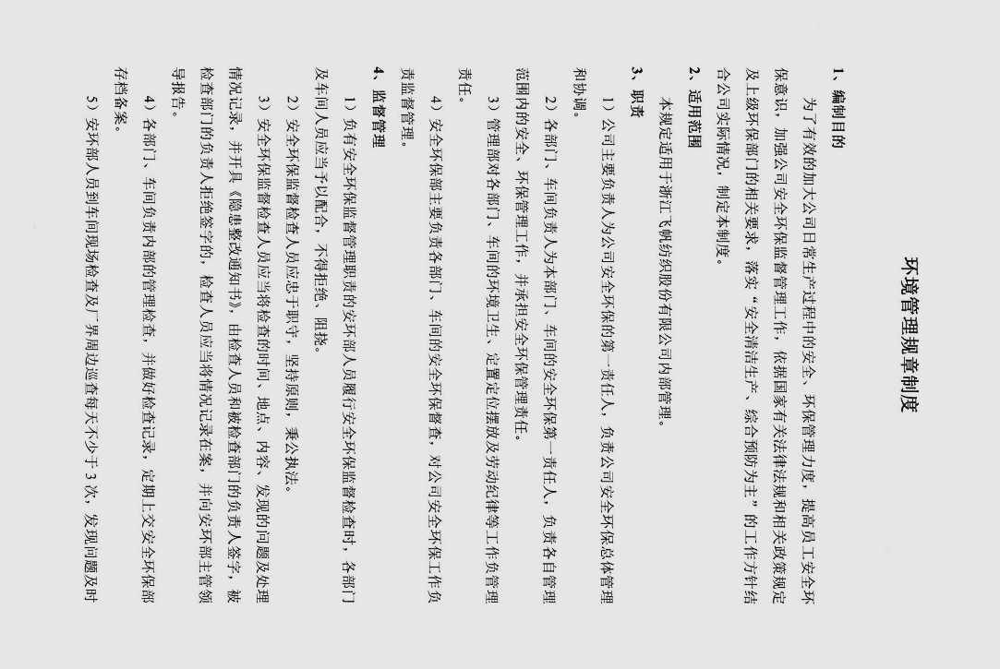 环境管理规章制度
1、编制目的
为了有效的加大公司日常生产过程中的安全、环保管理力度，提高员工安全环
保意识，加强公司安全环保监督管理工作，依据国家有关法律法规和相关政策规定
及上级环保部门的相关要求，落实“安全清洁生产、综合预防为主”的工作方针结
合公司实际情况，制定本制度。
2、适用范围
本规定适用于浙江飞帆纺织股份有限公司内部管理。
3、职责
1）公司主要负责人为公司安全环保的第一责任人，负责公司安全环保总体管理
和协调。
2）各部门、车间负责人为本部门、车间的安全环保第一责任人，负责各自管理
范围内的安全、环保管理工作，并承担安全环保管理责任。
3）管理部对各部门、车间的环境卫生、定置定位摆放及劳动纪律等工作负管理
责任。
4）安全环保部主要负责各部门、车间的安全环保督查，对公司安全环保工作负
责监督管理。
4、监督管理
1）负有安全环保监督管理职责的安环部人员履行安全环保监督检查时，各部门
及车间人员应当予以配合，不得拒绝、阻挠。
2）安全环保监督检查人员应忠于职守，坚持原则，秉公执法。
3）安全环保监督检查人员应当将检查的时间、地点、内容、发现的问题及处理
情况记录，并开具《隐患整改通知书》，由检查人员和被检查部门的负责人签字，被
检查部门的负责人拒绝签字的，检查人员应当将情况记录在案，并向安环部主管领
导报告。
4）各部门、车间负责内部的管理检查，并做好检查记录，定期上交安全环保部
存档备案。
5）安环部人员到车间现场检查及厂界周边巡查每天不少于 3 次，发现问题及时